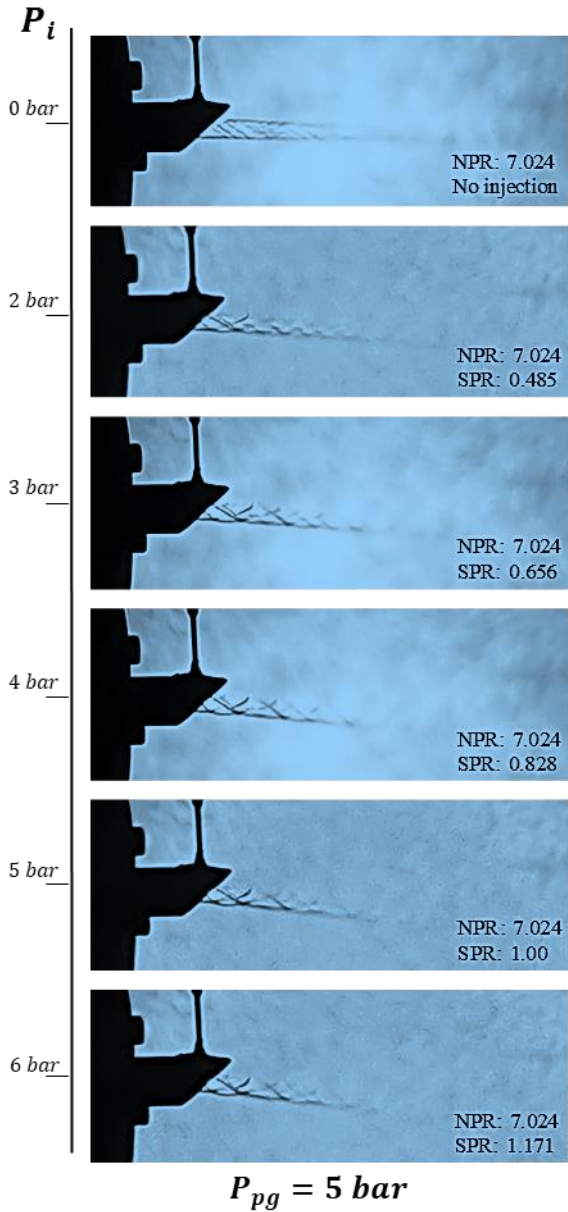 P_i
0 bar
NPR: 7.024
No injection
2 bar
NPR: 7.024
SPR: 0.485
3 bar
NPR: 7.024
SPR: 0.656
4 bar
NPR: 7.024
SPR: 0.828
5 bar
NPR: 7.024
SPR: 1.00
6 bar
NPR: 7.024
SPR: 1.171
P_pg = 5 bar